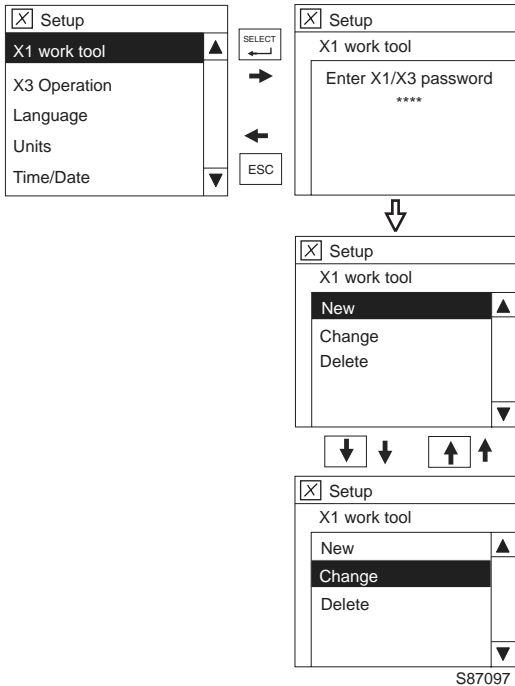 X Setup
X1 work tool
X3 Operation
Language
Units
Time/Date
SELECT
ESC
X Setup
X1 work tool
Enter X1/X3 password
****
X Setup
X1 work tool
New
Change
Delete
X Setup
X1 work tool
New
Change
Delete
S87097